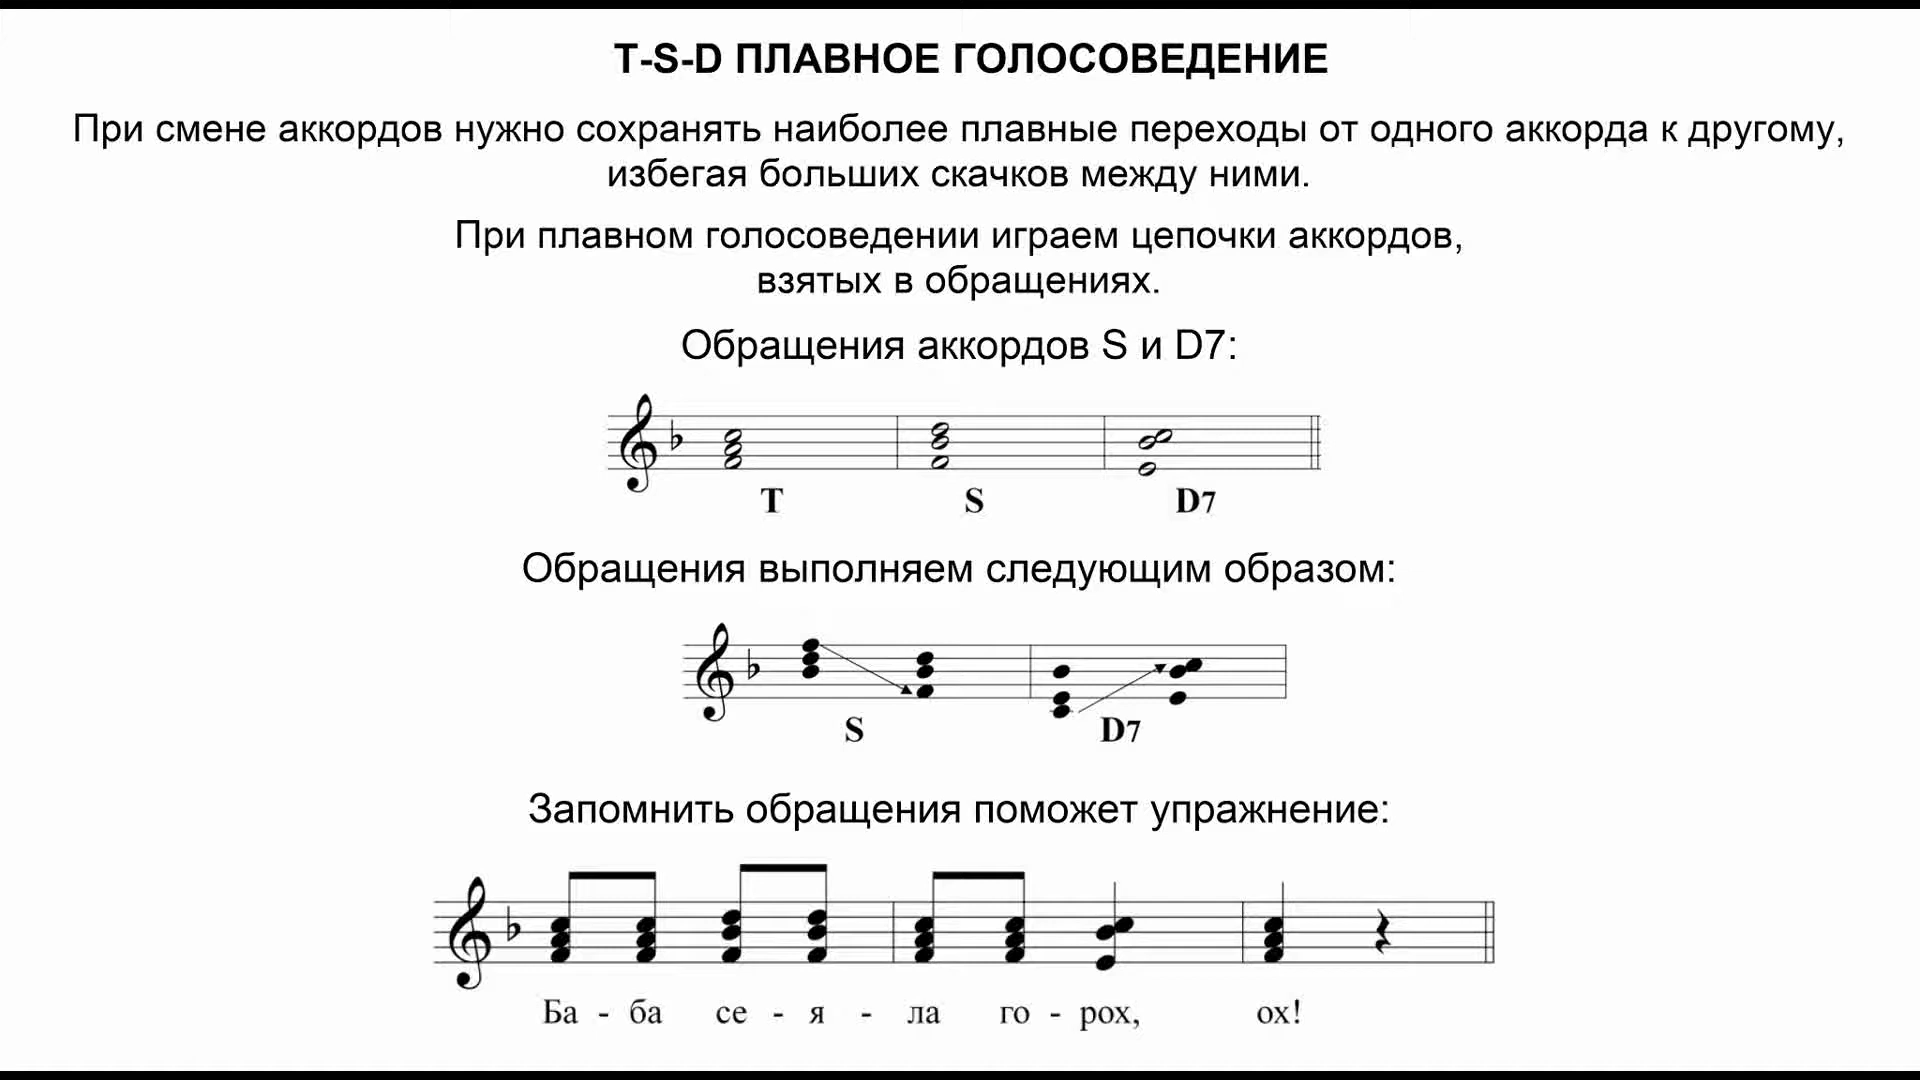 T-S-D ПЛАВНОЕ ГОЛОСОВЕДЕНИЕ
При смене аккордов нужно сохранять наиболее плавные переходы от одного аккорда к другому,
избегая больших скачков между ними.
При плавном голосоведении играем цепочки аккордов,
взятых в обращениях.
Обращения аккордов S и D7:
T S D7
Обращения выполняем следующим образом:
S D7
Запомнить обращения поможет упражнение:
Ба - ба се - я - ла го - рох, ох!